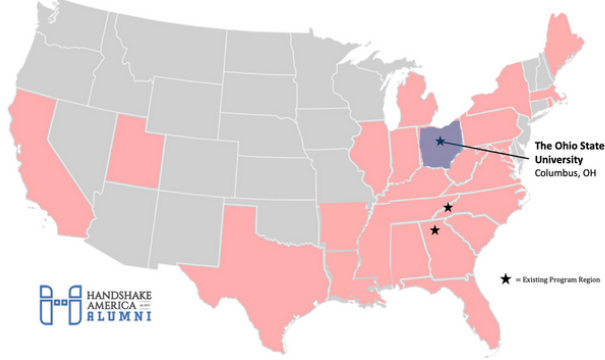 The Ohio State
University
Columbus, OH
= Existing Program Region
HANDSHAKE
AMERICA
ALUMNI